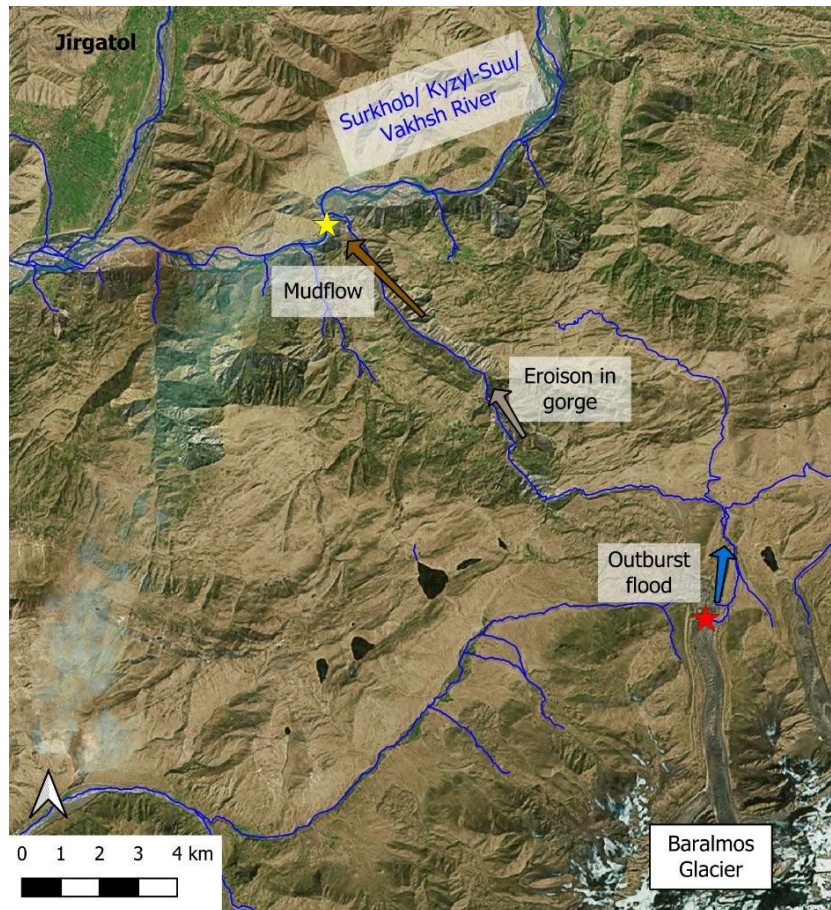 Jirgatol
Surkhob/ Kyzyl-Suu/
Vakhsh River
Mudflow
Eroison in
gorge
Outburst
flood
Baralmos
Glacier
0 1 2 3 4 km